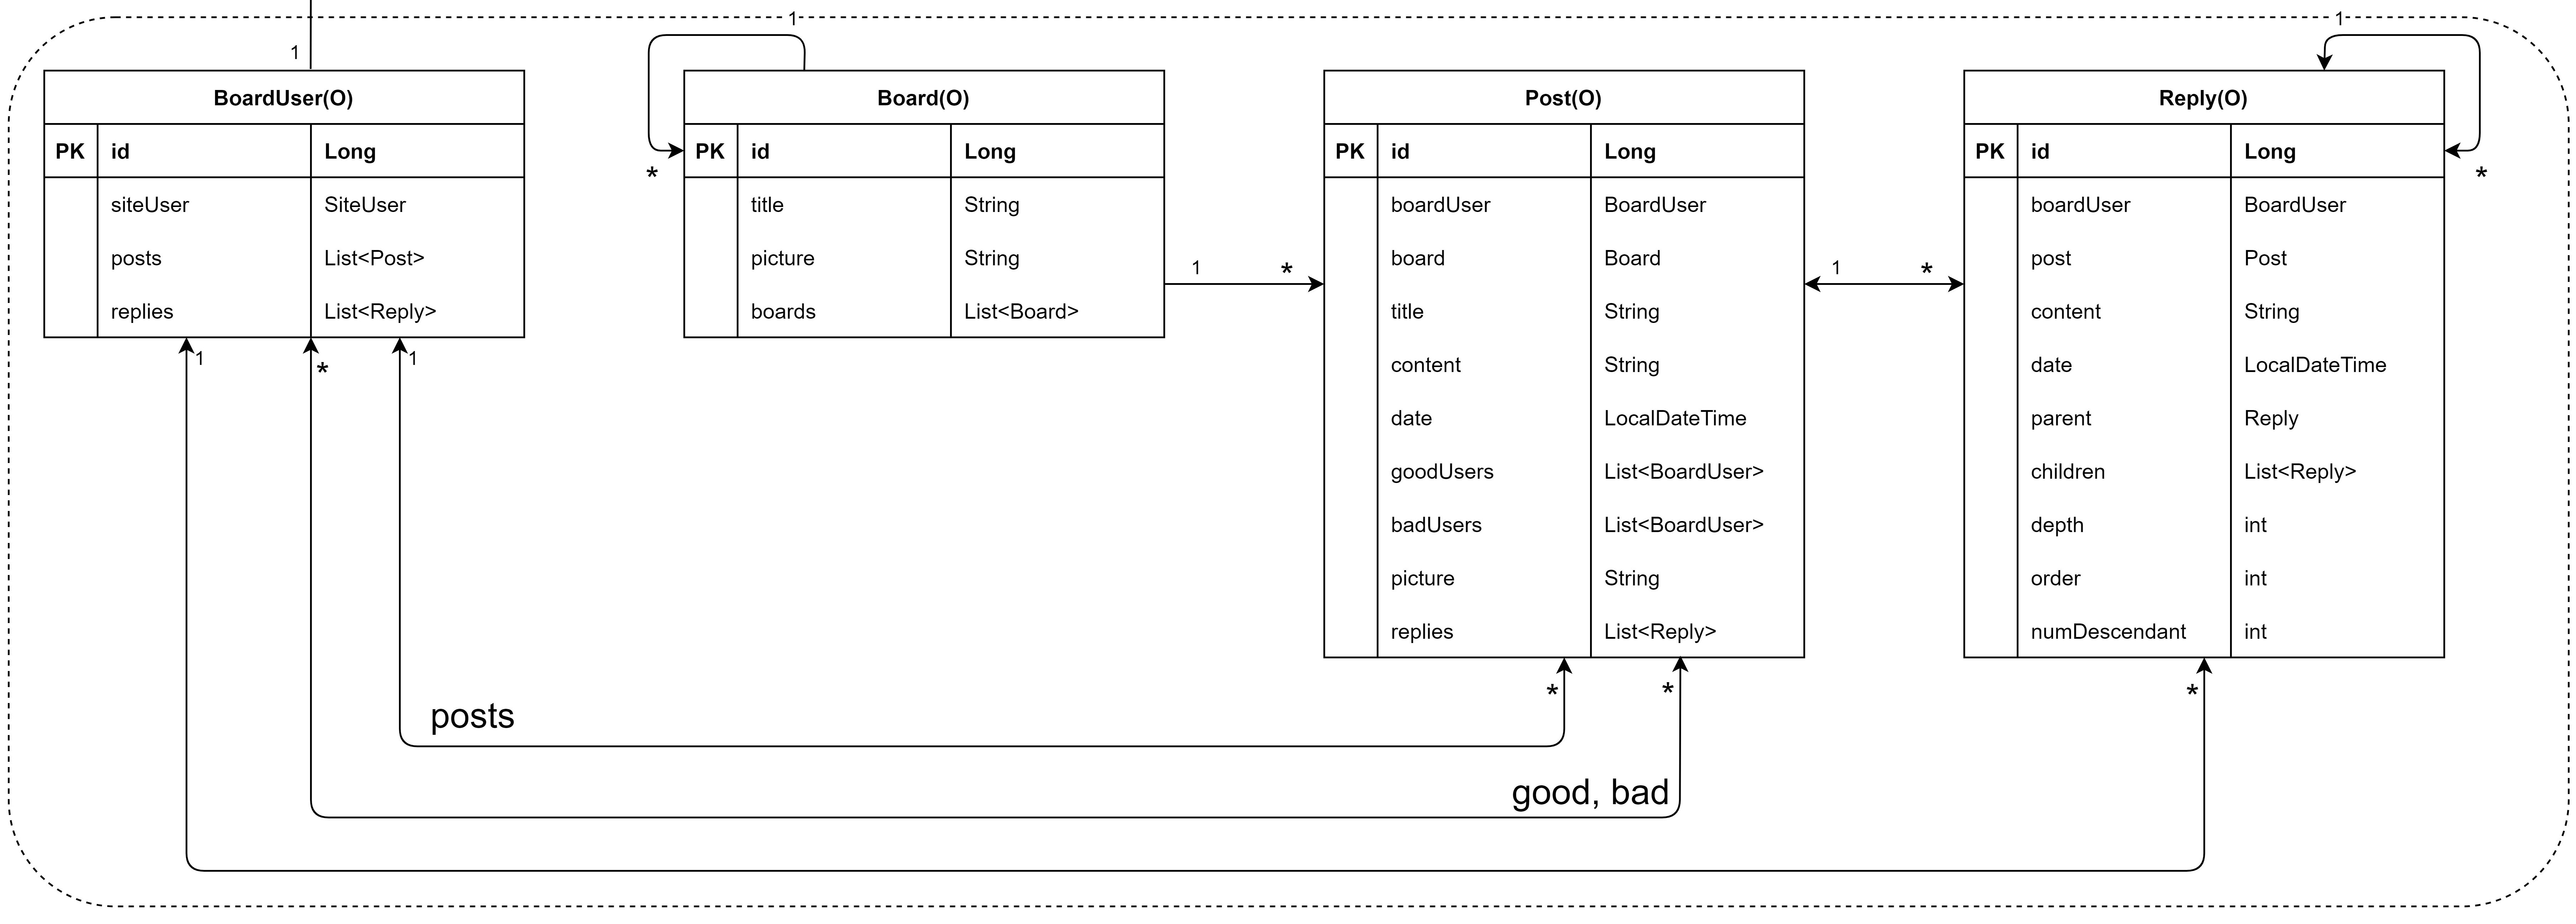 1
BoardUser(O)
PK id Long
siteUser SiteUser
posts List<Post>
replies List<Reply>
1
*
1
1
*
Board(O)
PK id Long
title String
picture String
boards List<Board>
1 *
Post(O)
PK id Long
boardUser BoardUser
board Board
title String
content String
date LocalDateTime
goodUsers List<BoardUser>
badUsers List<BoardUser>
picture String
replies List<Reply>
* *
1 *
1
*
Reply(O)
PK id Long
boardUser BoardUser
post Post
content String
date LocalDateTime
parent Reply
children List<Reply>
depth int
order int
numDescendant int
*
posts
good, bad